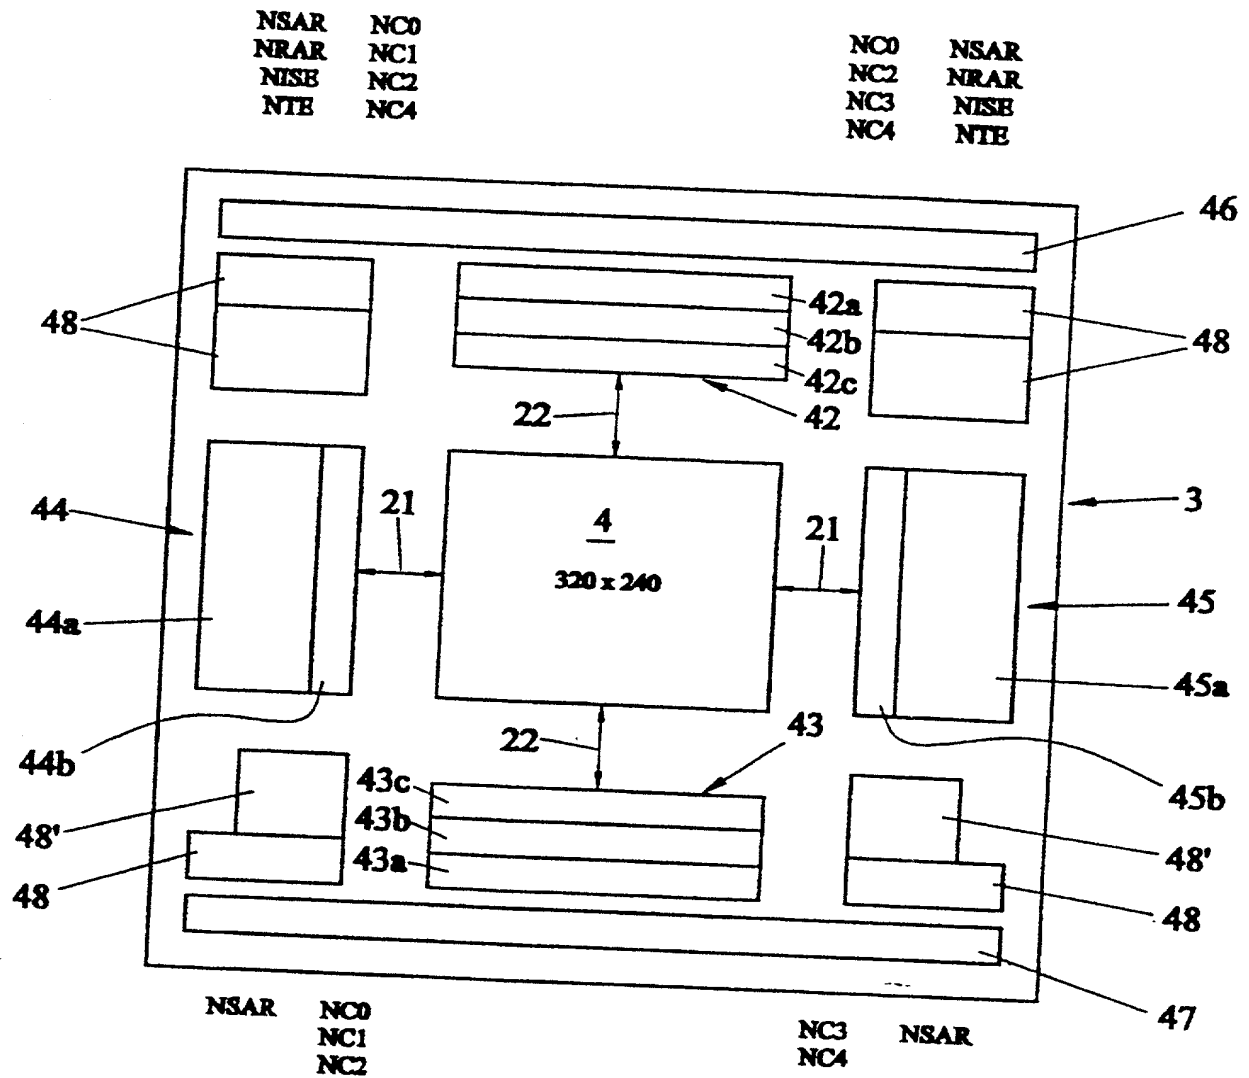 NSAR NC0
NRAR NC1
NISE NC2
NTE NC4
NC0 NSAR
NC2 NRAR
NC3 NISE
NC4 NTE
46
48
42a
42b
42c
48
22
42
44
21
4
320 x 240
21
3
44a
45
45a
22
43
44b
43c
45b
48'
43b
48'
48
43a
48
47
NSAR NC0
NC1
NC2
NC3 NSAR
NC4